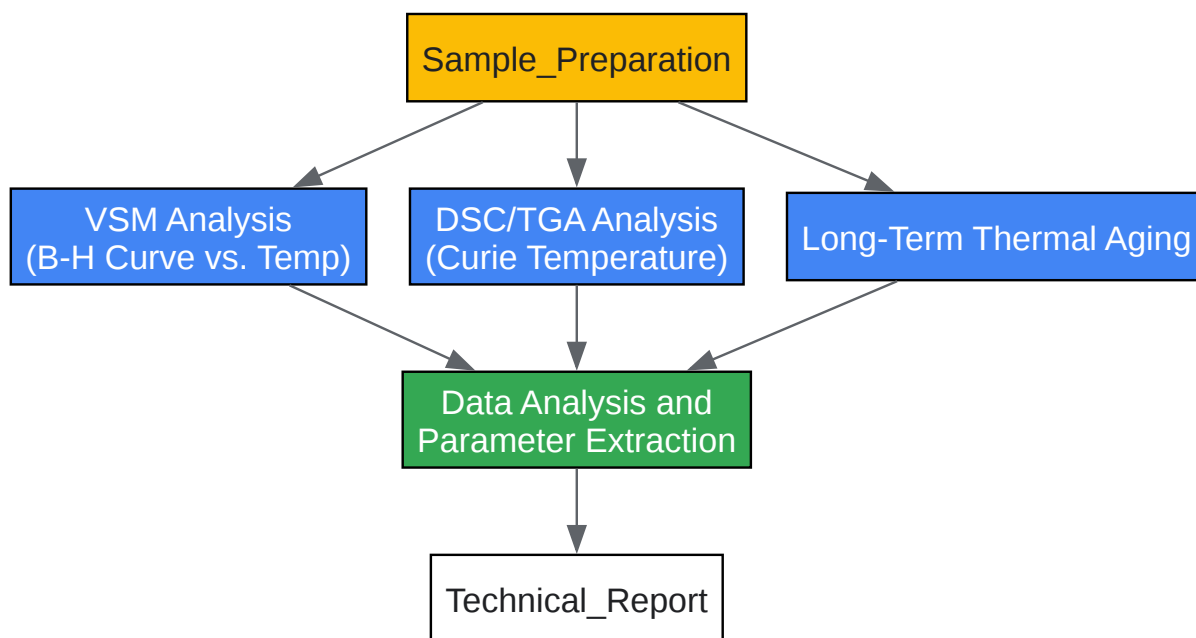 Sample_Preparation
VSM Analysis
(B-H Curve vs. Temp)
DSC/TGA Analysis
(Curie Temperature)
Long-Term Thermal Aging
Data Analysis and
Parameter Extraction
Technical_Report